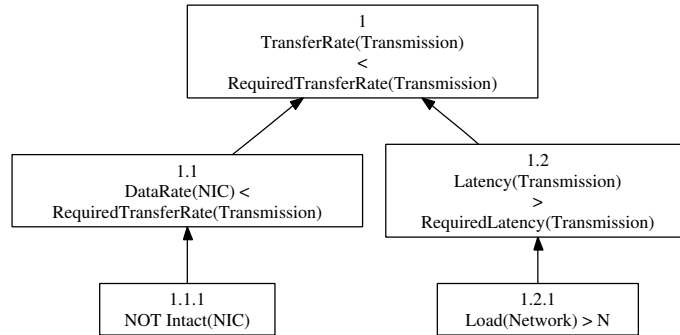 1
TransferRate(Transmission)
<
RequiredTransferRate(Transmission)
1.1
DataRate(NIC) <
RequiredTransferRate(Transmission)
1.2
Latency(Transmission)
>
RequiredLatency(Transmission)
1.1.1
NOT Intact(NIC)
1.2.1
Load(Network) > N